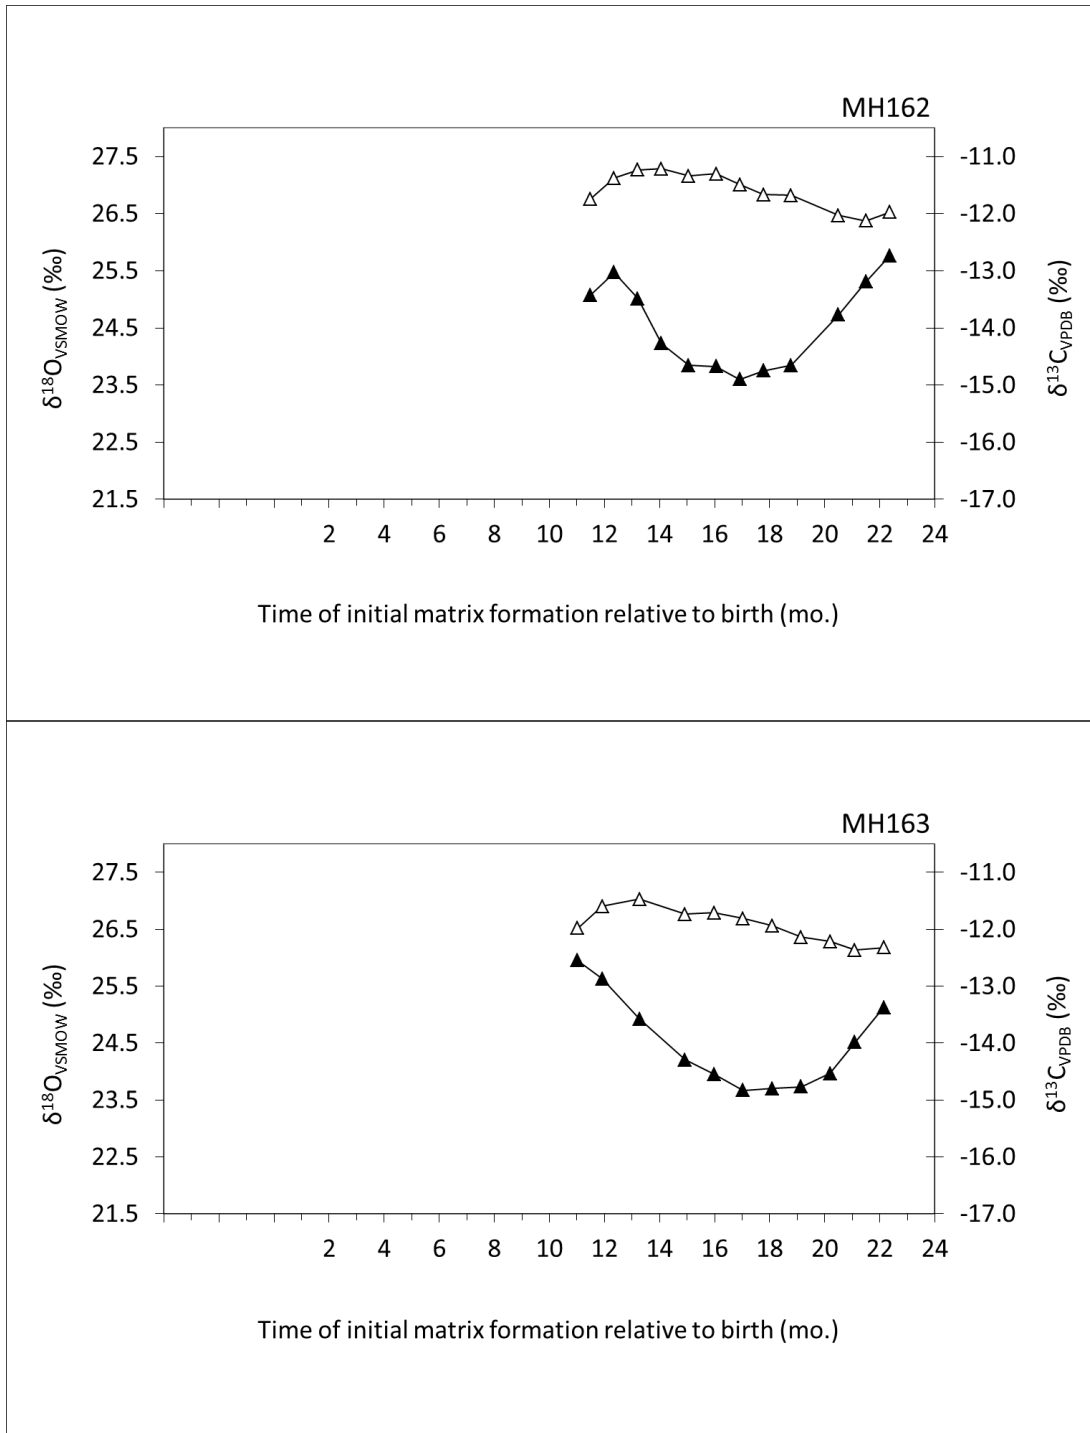 MH162
27.5 -11.0
26.5 -12.0
25.5 -13.0
24.5 -14.0
23.5 -15.0
22.5 -16.0
21.5 -17.0
δ18OVSMOW (‰)
δ13CVPDB (‰)
2 4 6 8 10 12 14 16 18 20 22 24
Time of initial matrix formation relative to birth (mo.)
MH163
27.5 -11.0
26.5 -12.0
25.5 -13.0
24.5 -14.0
23.5 -15.0
22.5 -16.0
21.5 -17.0
δ18OVSMOW (‰)
δ13CVPDB (‰)
2 4 6 8 10 12 14 16 18 20 22 24
Time of initial matrix formation relative to birth (mo.)